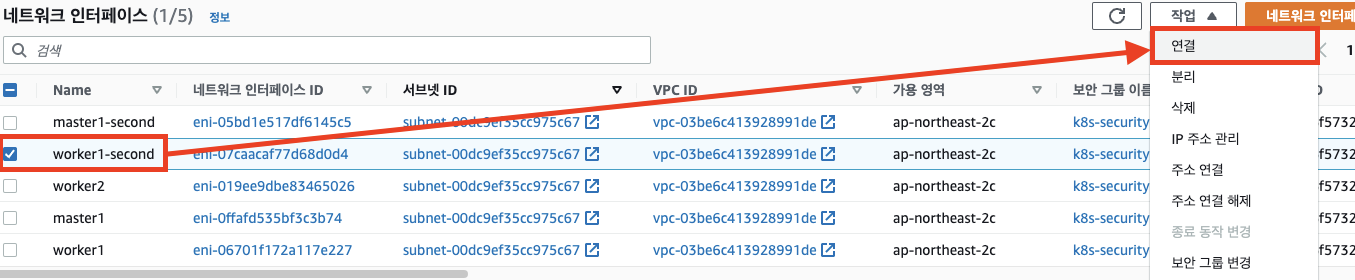 네트워크 인터페이스 (1/5) 정보 작업 네트워크 인터페
검색 연결 1
Name 네트워크 인터페이스 ID 서브넷 ID VPC ID 가용 영역 보안 그룹 이름 분리 D
master1-second eni-05bd1e517df6145c5 subnet-00dc9ef35cc975c67 vpc-03be6c413928991de ap-northeast-2c k8s-security 삭제 f5732
IP 주소 관리
worker1-second eni-07caacaf77d68d0d4 subnet-00dc9ef35cc975c67 vpc-03be6c413928991de ap-northeast-2c k8s-security f5732
주소 연결
worker2 eni-019ee9dbe83465026 subnet-00dc9ef35cc975c67 vpc-03be6c413928991de ap-northeast-2c k8s-security f5732
주소 연결 해제
master1 eni-0ffafd535bf3c3b74 subnet-00dc9ef35cc975c67 vpc-03be6c413928991de ap-northeast-2c k8s-security f5732
종료 동작 변경
worker1 eni-06701f172a117e227 subnet-00dc9ef35cc975c67 vpc-03be6c413928991de ap-northeast-2c k8s-security f5732
보안 그룹 변경